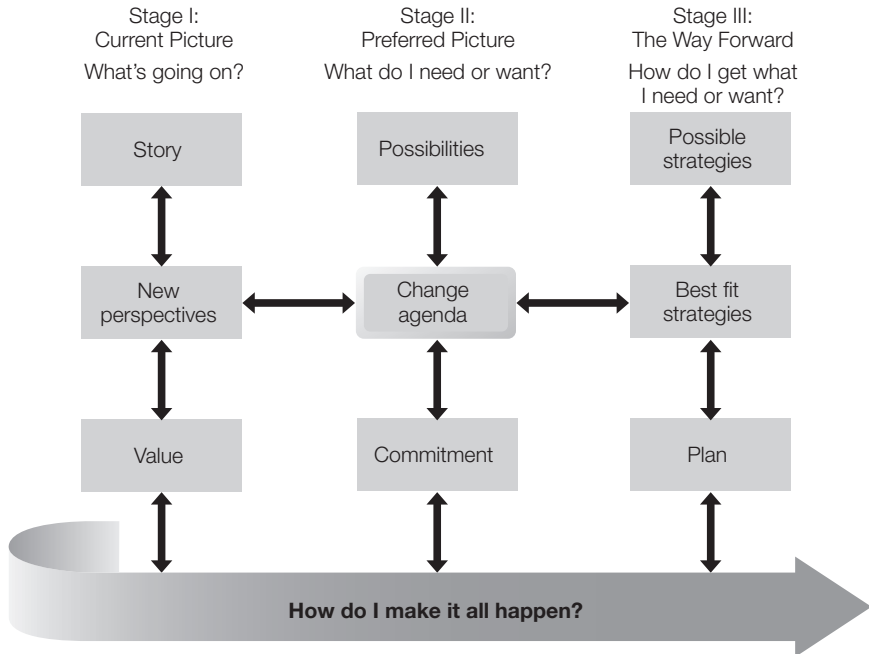 Stage I:
Current Picture
What's going on?
Stage II:
Preferred Picture
What do I need or want?
Stage III:
The Way Forward
How do I get what
I need or want?
Story
Possibilities
Possible
strategies
New
perspectives
Change
agenda
Best fit
strategies
Value
Commitment
Plan
How do I make it all happen?